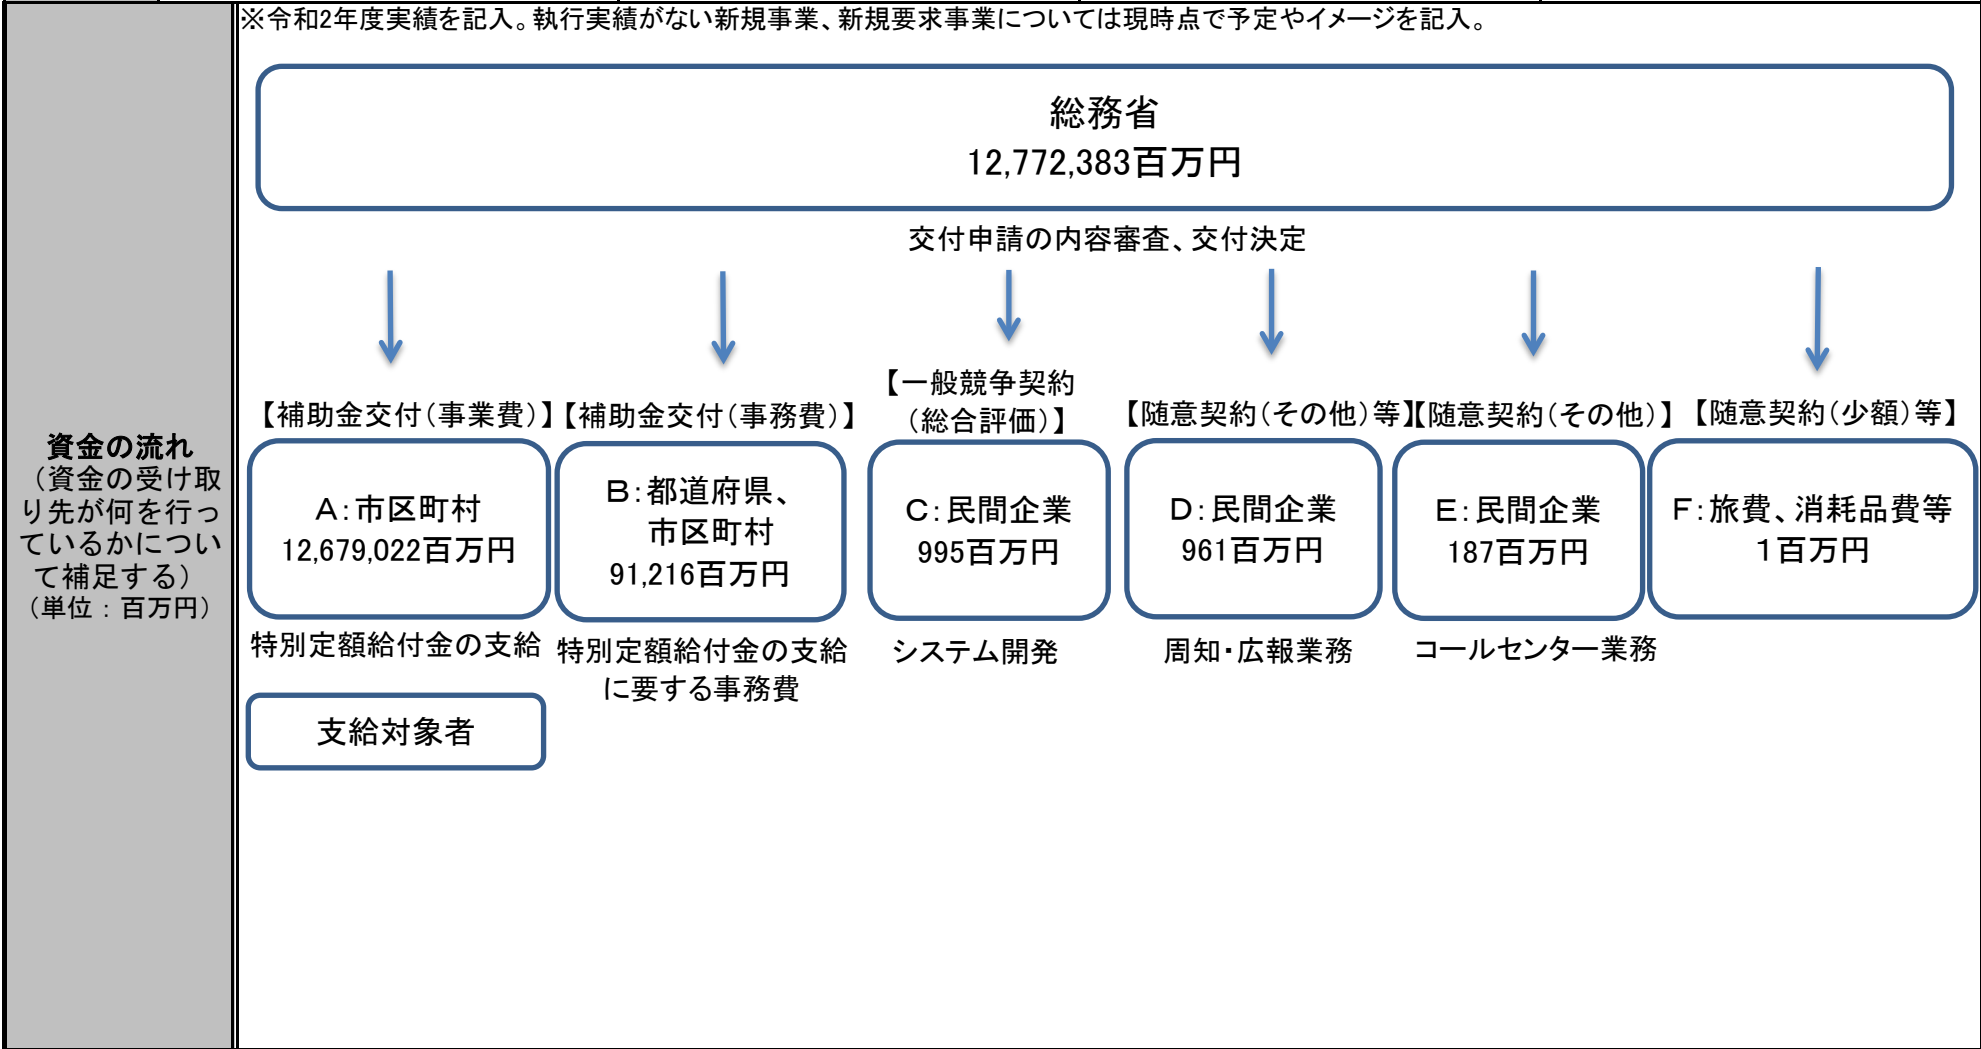 ※令和2年度実績を記入。執行実績がない新規事業、新規要求事業については現時点で予定やイメージを記入。
資金の流れ
（資金の受け取
り先が何を行っ
ているかについ
て補足する）
（単位：百万円）
総務省
12,772,383百万円
交付申請の内容審査、交付決定
【補助金交付（事業費）】
A：市区町村
12,679,022百万円
特別定額給付金の支給
支給対象者
【補助金交付（事務費）】
B：都道府県、
市区町村
91,216百万円
特別定額給付金の支給
に要する事務費
【一般競争契約
（総合評価）】
C：民間企業
995百万円
システム開発
【随意契約（その他）等】
D：民間企業
961百万円
周知・広報業務
【随意契約（その他）】
E：民間企業
187百万円
コールセンター業務
【随意契約（少額）等】
F：旅費、消耗品費等
1百万円